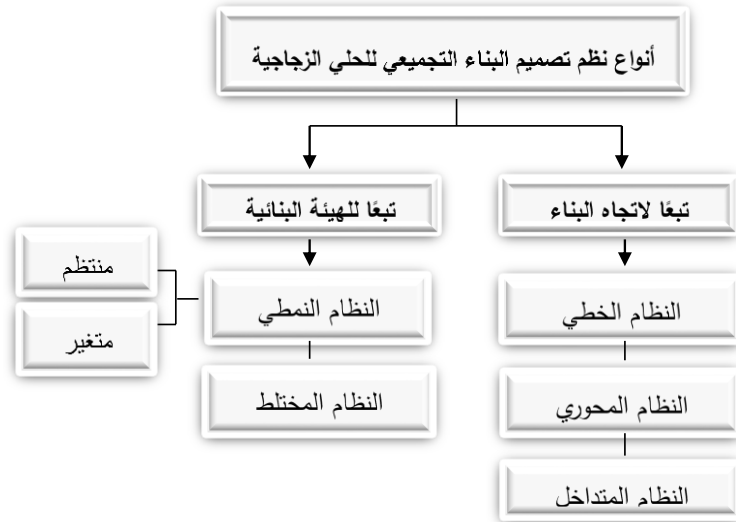 أنواع نظم تصميم البناء التجميعي للحلي الزجاجية
تبعًا لاتجاه البناء
النظام الخطي
النظام المحوري
النظام المتداخل
تبعًا للهيئة البنائية
النظام النمطي
النظام المختلط
منتظم
متغير